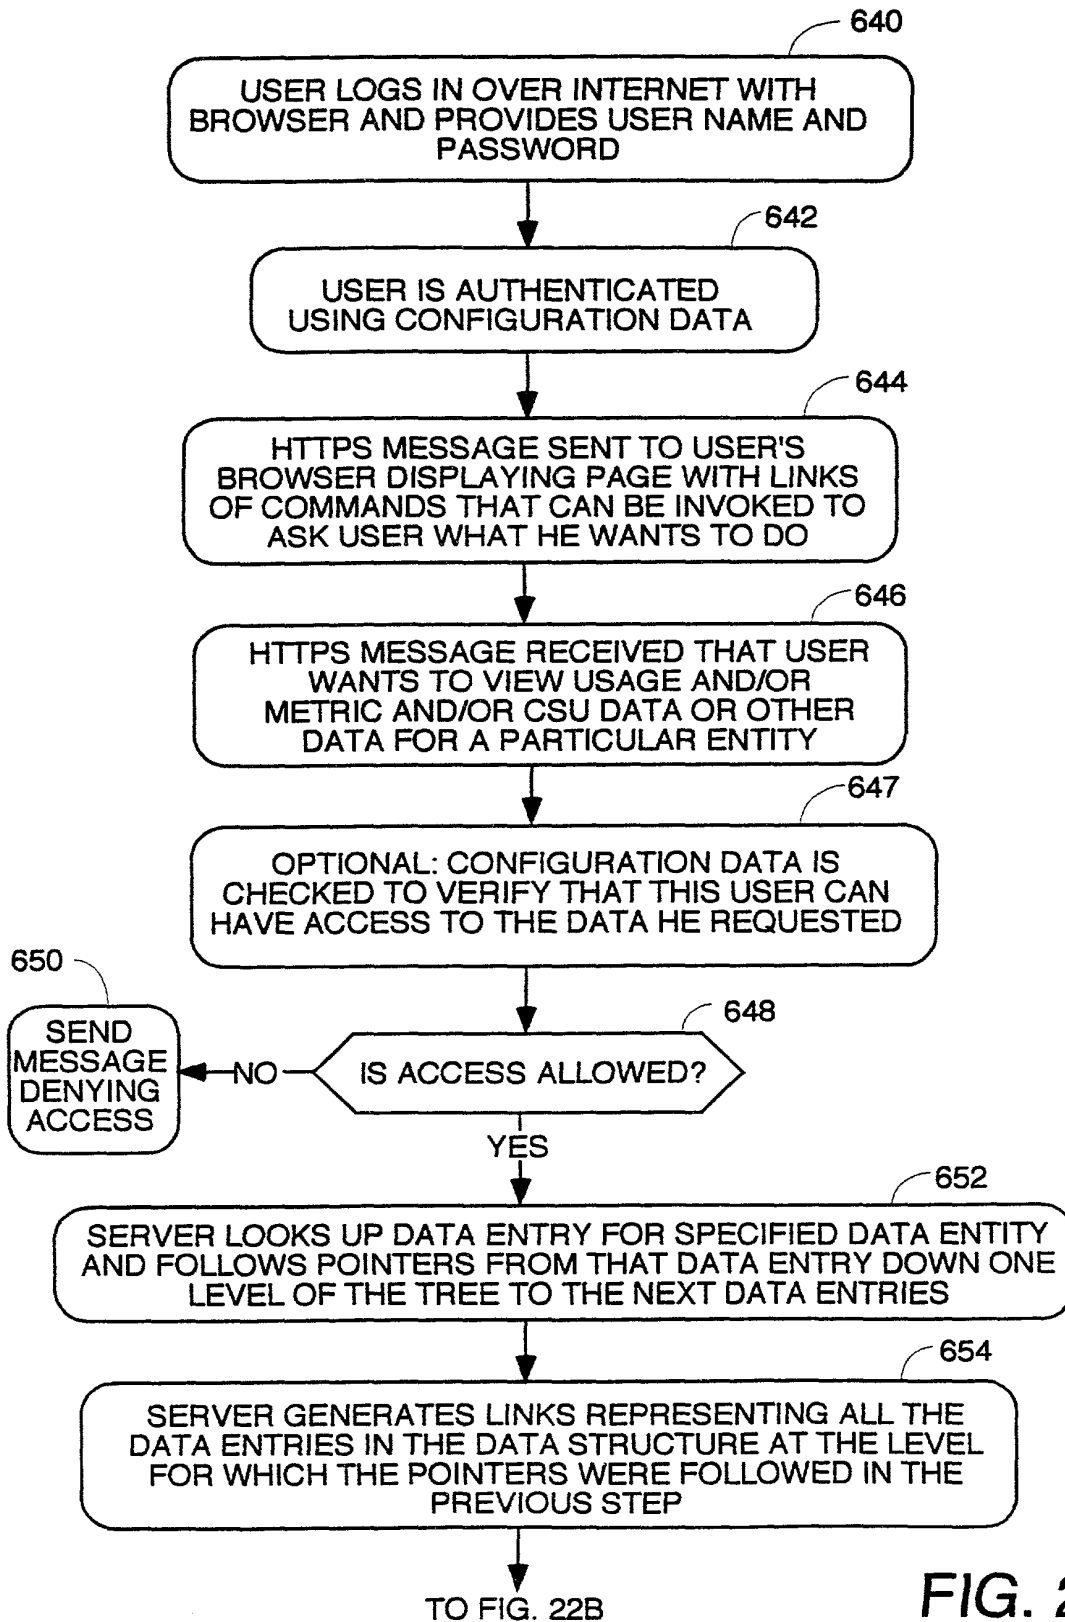 640
USER LOGS IN OVER INTERNET WITH
BROWSER AND PROVIDES USER NAME AND
PASSWORD
642
USER IS AUTHENTICATED
USING CONFIGURATION DATA
644
HTTPS MESSAGE SENT TO USER'S
BROWSER DISPLAYING PAGE WITH LINKS
OF COMMANDS THAT CAN BE INVOKED TO
ASK USER WHAT HE WANTS TO DO
646
HTTPS MESSAGE RECEIVED THAT USER
WANTS TO VIEW USAGE AND/OR
METRIC AND/OR CSU DATA OR OTHER
DATA FOR A PARTICULAR ENTITY
647
OPTIONAL: CONFIGURATION DATA IS
CHECKED TO VERIFY THAT THIS USER CAN
HAVE ACCESS TO THE DATA HE REQUESTED
650
SEND
MESSAGE
DENYING
ACCESS
NO
648
IS ACCESS ALLOWED?
YES
652
SERVER LOOKS UP DATA ENTRY FOR SPECIFIED DATA ENTITY
AND FOLLOWS POINTERS FROM THAT DATA ENTRY DOWN ONE
LEVEL OF THE TREE TO THE NEXT DATA ENTRIES
654
SERVER GENERATES LINKS REPRESENTING ALL THE
DATA ENTRIES IN THE DATA STRUCTURE AT THE LEVEL
FOR WHICH THE POINTERS WERE FOLLOWED IN THE
PREVIOUS STEP
TO FIG. 22B
FIG. 2